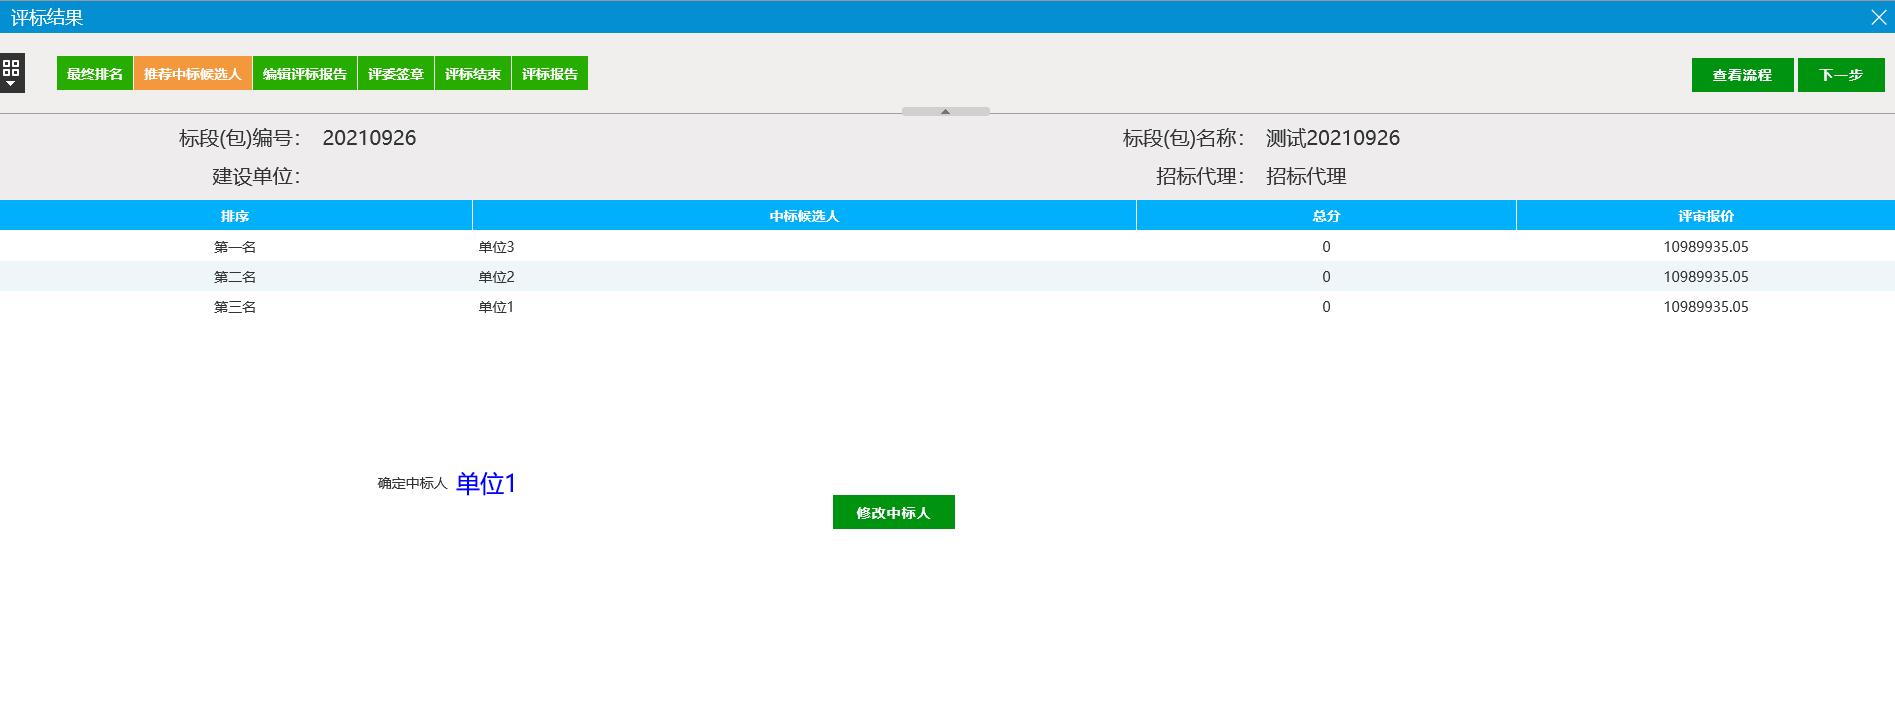 评标结果
最终排名 推荐中标候选人 编辑评标报告 评委签章 评标结束 评标报告 查看流程 下一步
标段(包)编号： 20210926 标段(包)名称： 测试20210926
建设单位： 招标代理： 招标代理
排序 中标候选人 总分 评审报价
第一名 单位3 0 10989935.05
第二名 单位2 0 10989935.05
第三名 单位1 0 10989935.05
确定中标人 单位1
修改中标人